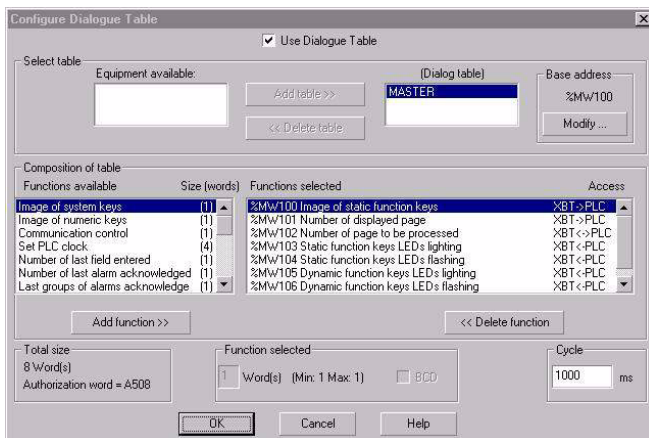 Configure Dialogue Table
Use Dialogue Table
Select table
Equipment available:
Add table >>
<< Delete table
(Dialog table)
MASTER
Base address
%MW100
Modify ...
Composition of table
Functions available Size (words)
Image of system keys (1)
Image of numeric keys (1)
Communication control (1)
Set PLC clock (4)
Number of last field entered (1)
Number of last alarm acknowledged (1)
Last groups of alarms acknowledge (1)
Functions selected Access
%MW100 Image of static function keys XBT->PLC
%MW101 Number of displayed page XBT->PLC
%MW102 Number of page to be processed XBT<->PLC
%MW103 Static function keys LEDs lighting XBT<-PLC
%MW104 Static function keys LEDs flashing XBT<-PLC
%MW105 Dynamic function keys LEDs lighting XBT<-PLC
%MW106 Dynamic function keys LEDs flashing XBT<-PLC
Add function >>
<< Delete function
Total size
8 Word(s)
Authorization word = A508
Function selected
1 Word(s) (Min: 1 Max: 1) BCD
Cycle
1000 ms
OK
Cancel
Help